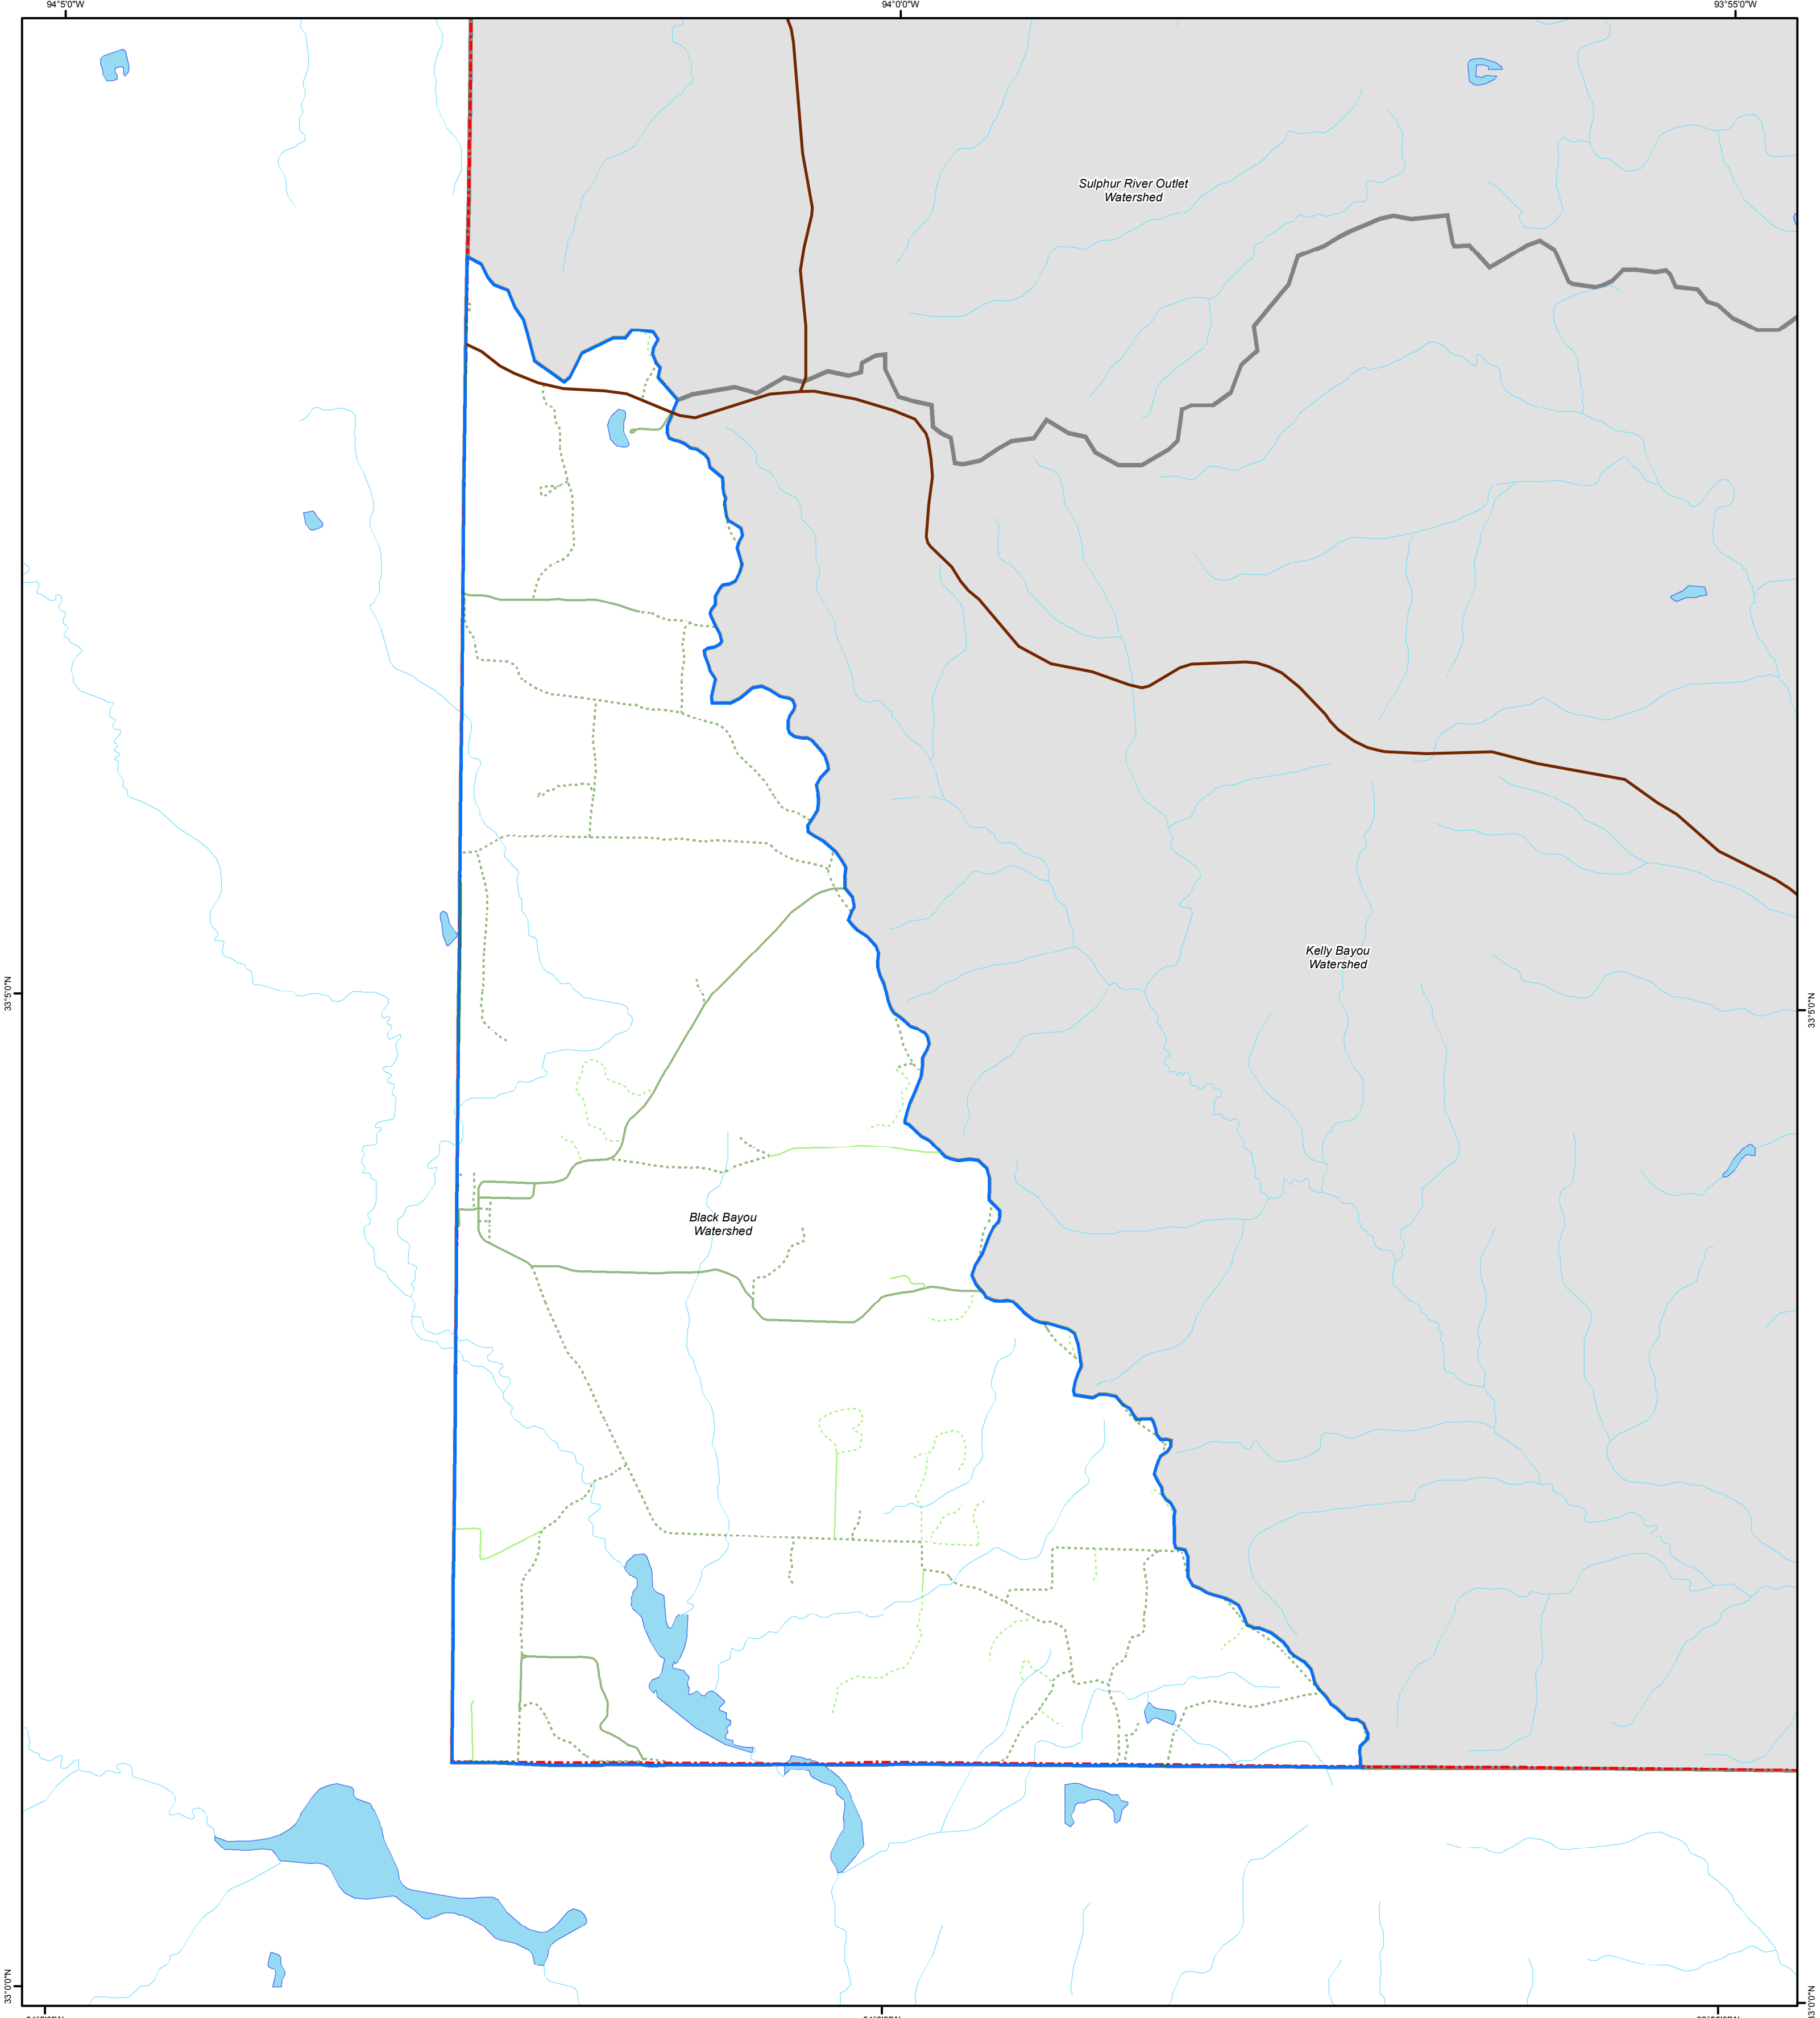 94°5'0"W
94°0'0"W
93°55'0"W
Sulphur River Outlet
Watershed
Kelly Bayou
Watershed
33°5'0"N
33°5'0"N
Black Bayou
Watershed
33°0'0"N
33°0'0"N